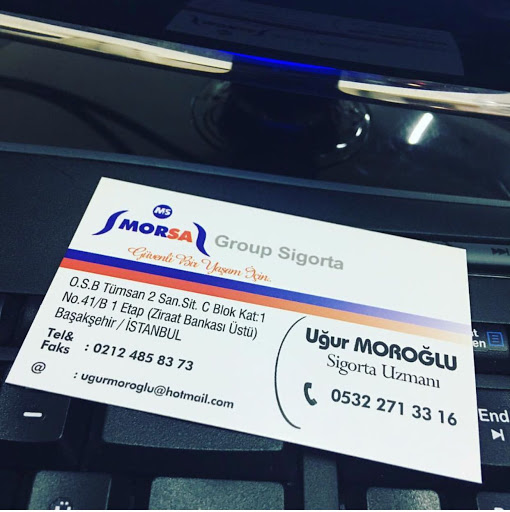 MS
MORSA
Group Sigorta
Güvenli Bir Yaşam İçin..
O.S.B Tümsan 2 San.Sit. C Blok Kat:1
No.41/B 1 Etap (Ziraat Bankası Üstü)
Başakşehir / İSTANBUL
Tel&
Faks : 0212 485 83 73
@ : ugurmoroglu@hotmail.com
Uğur MOROĞLU
Sigorta Uzmanı
0532 271 33 16
End
Ü